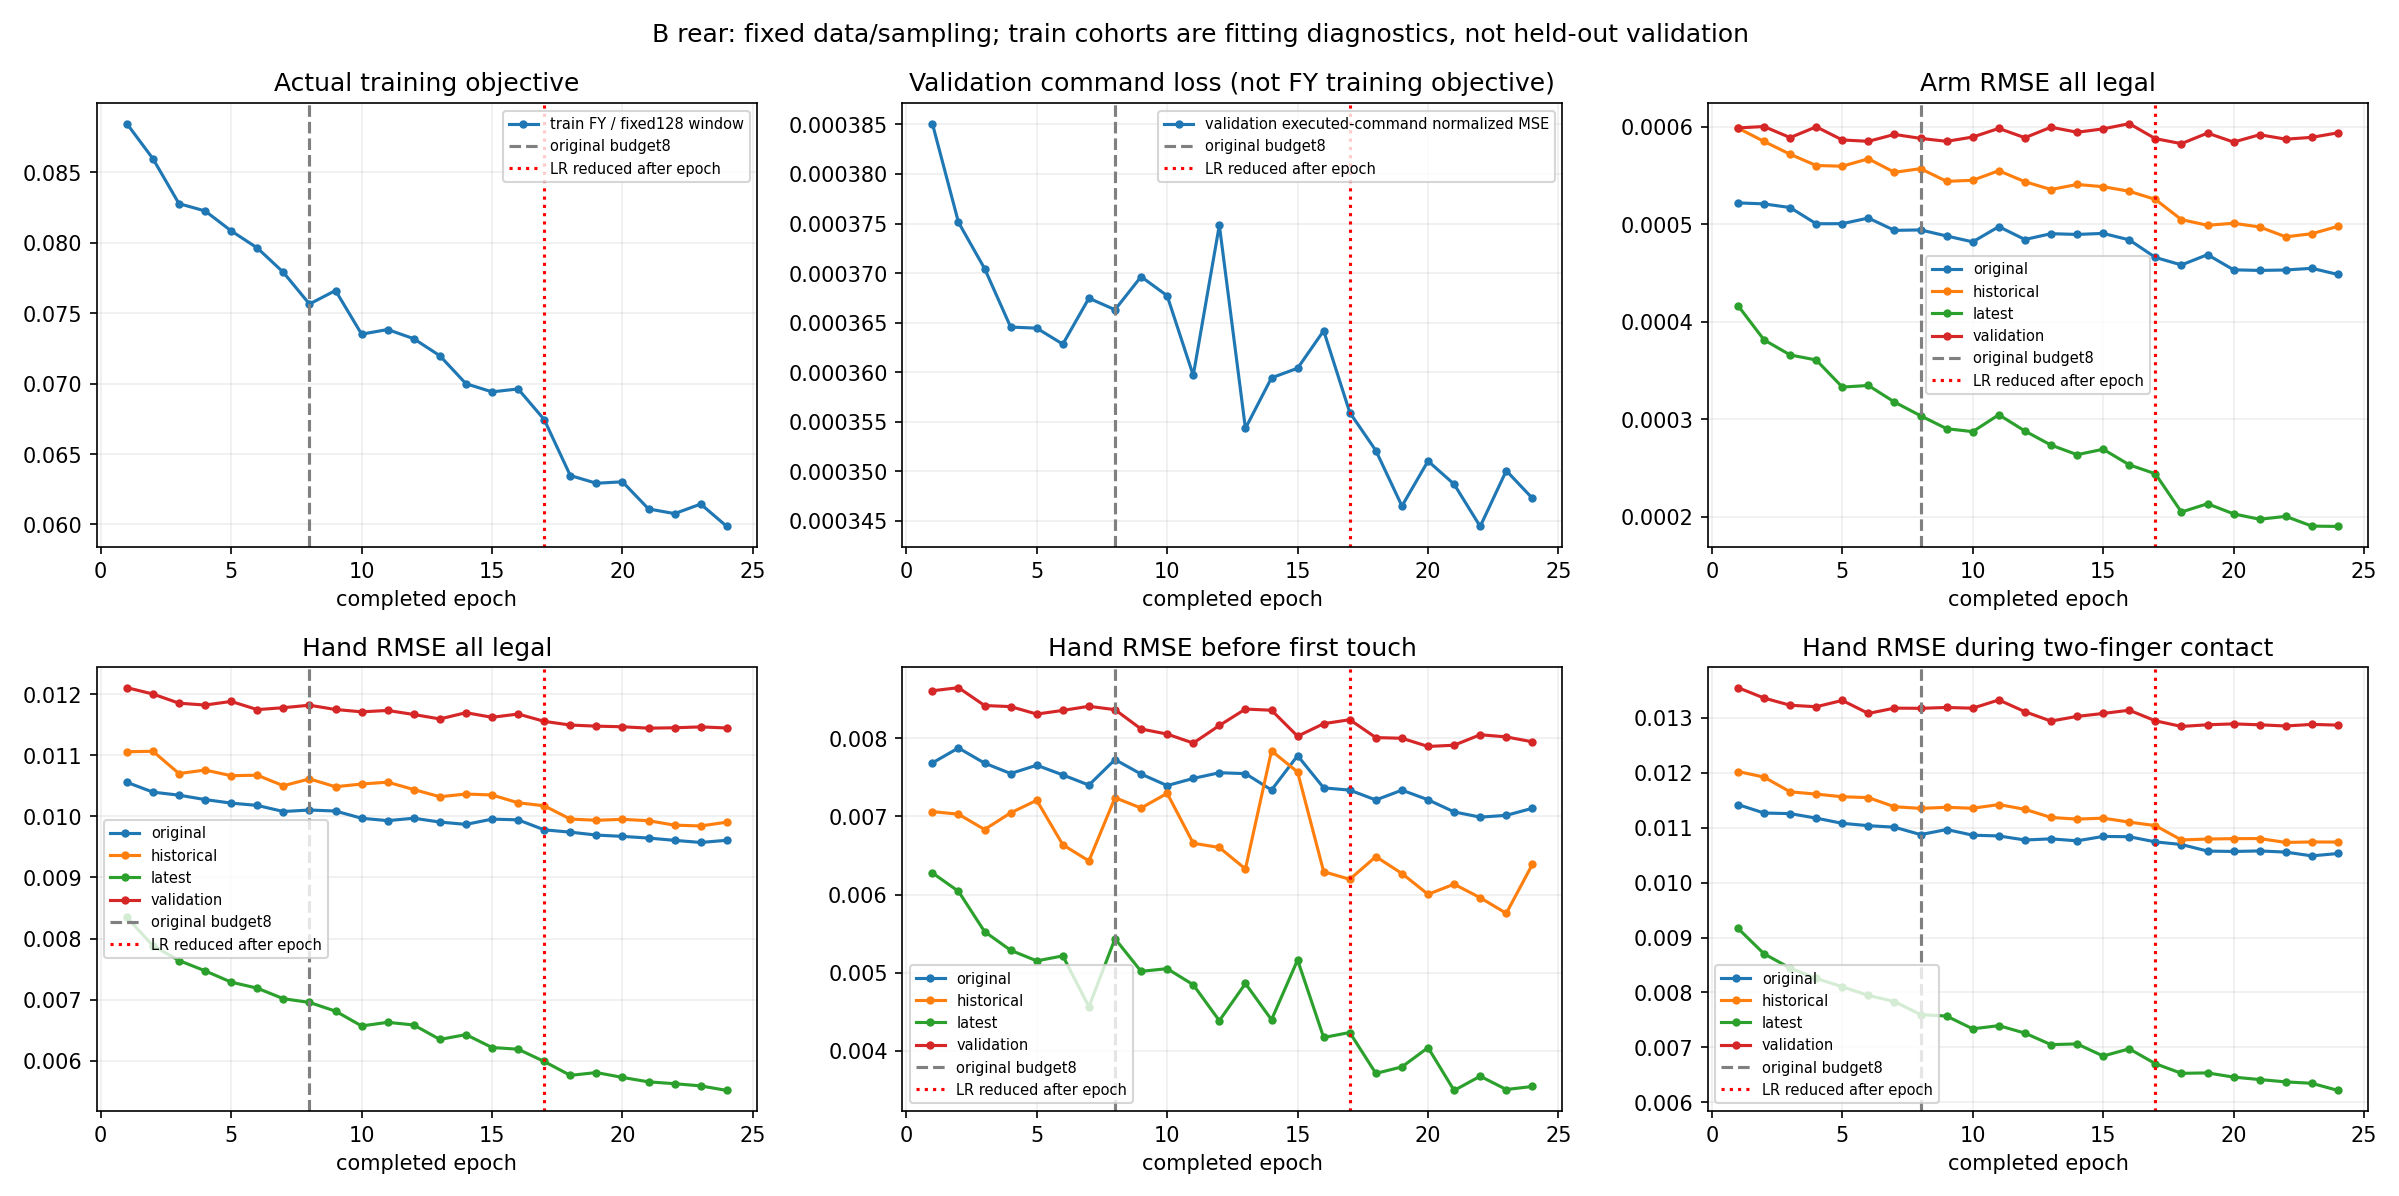 B rear: fixed data/sampling; train cohorts are fitting diagnostics, not held-out validation
Actual training objective
0.085
0.080
0.075
0.070
0.065
0.060
train FY / fixed128 window
original budget8
LR reduced after epoch
0
5
10
15
20
25
completed epoch
Validation command loss (not FY training objective)
0.000385
0.000380
0.000375
0.000370
0.000365
0.000360
0.000355
0.000350
0.000345
validation executed-command normalized MSE
original budget8
LR reduced after epoch
0
5
10
15
20
25
completed epoch
Arm RMSE all legal
0.0006
0.0005
0.0004
0.0003
0.0002
original
historical
latest
validation
original budget8
LR reduced after epoch
0
5
10
15
20
25
completed epoch
Hand RMSE all legal
0.012
0.011
0.010
0.009
0.008
0.007
0.006
original
historical
latest
validation
original budget8
LR reduced after epoch
0
5
10
15
20
25
completed epoch
Hand RMSE before first touch
0.008
0.007
0.006
0.005
0.004
original
historical
latest
validation
original budget8
LR reduced after epoch
0
5
10
15
20
25
completed epoch
Hand RMSE during two-finger contact
0.013
0.012
0.011
0.010
0.009
0.008
0.007
0.006
original
historical
latest
validation
original budget8
LR reduced after epoch
0
5
10
15
20
25
completed epoch